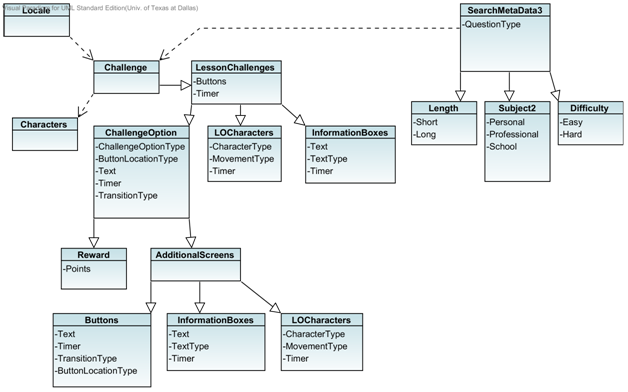 Visual Paradigm for UML Standard Edition(Univ. of Texas at Dallas)
Locale
SearchMetaData3
-QuestionType
Challenge
LessonChallenges
-Buttons
-Timer
Characters
Length
-Short
-Long
Subject2
-Personal
-Professional
-School
Difficulty
-Easy
-Hard
ChallengeOption
-ChallengeOptionType
-ButtonLocationType
-Text
-Timer
-TransitionType
LOCharacters
-CharacterType
-MovementType
-Timer
InformationBoxes
-Text
-TextType
-Timer
Reward
-Points
AdditionalScreens
Buttons
-Text
-Timer
-TransitionType
-ButtonLocationType
InformationBoxes
-Text
-TextType
-Timer
LOCharacters
-CharacterType
-MovementType
-Timer